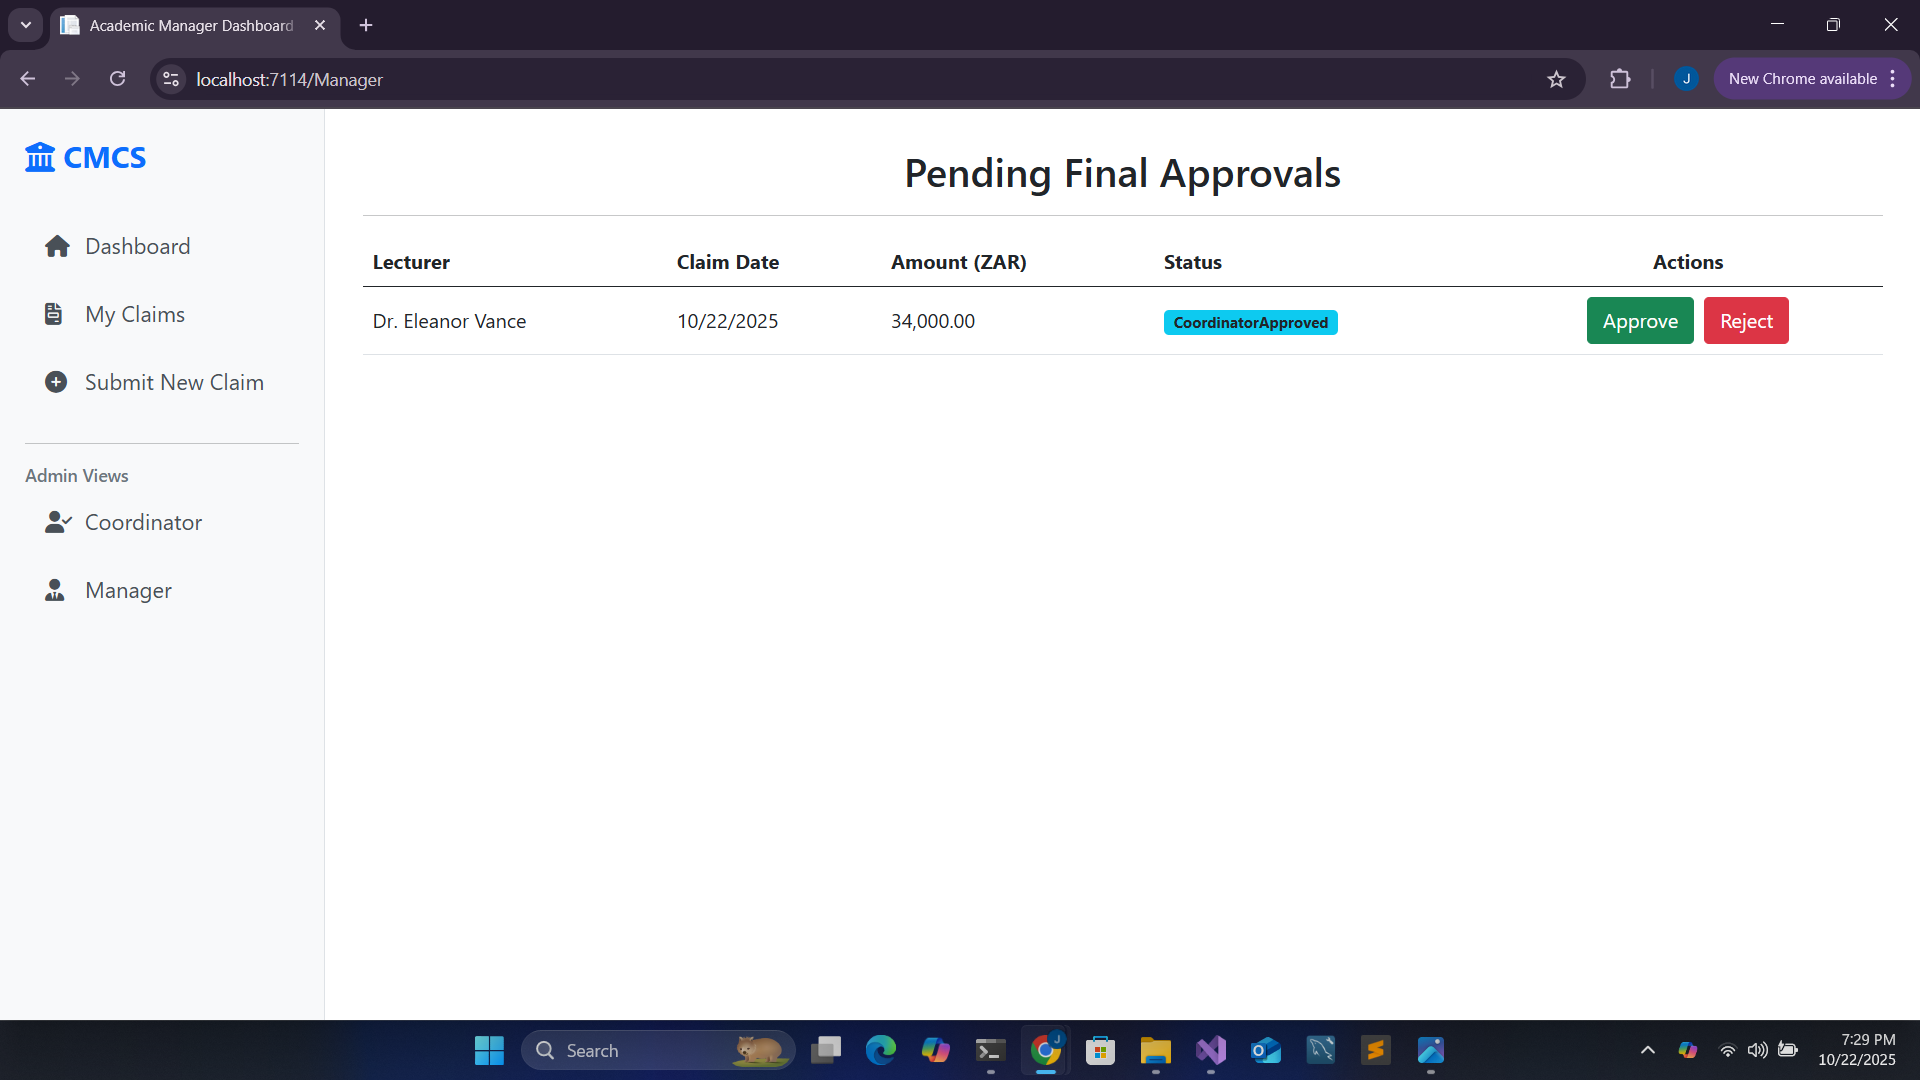 Academic Manager Dashboard
localhost:7114/Manager
J
New Chrome available
CMCS
Dashboard
My Claims
Submit New Claim
Admin Views
Coordinator
Manager
Pending Final Approvals
Lecturer Claim Date Amount (ZAR) Status Actions
Dr. Eleanor Vance 10/22/2025 34,000.00 CoordinatorApproved Approve Reject
Search
J
7:29 PM
10/22/2025